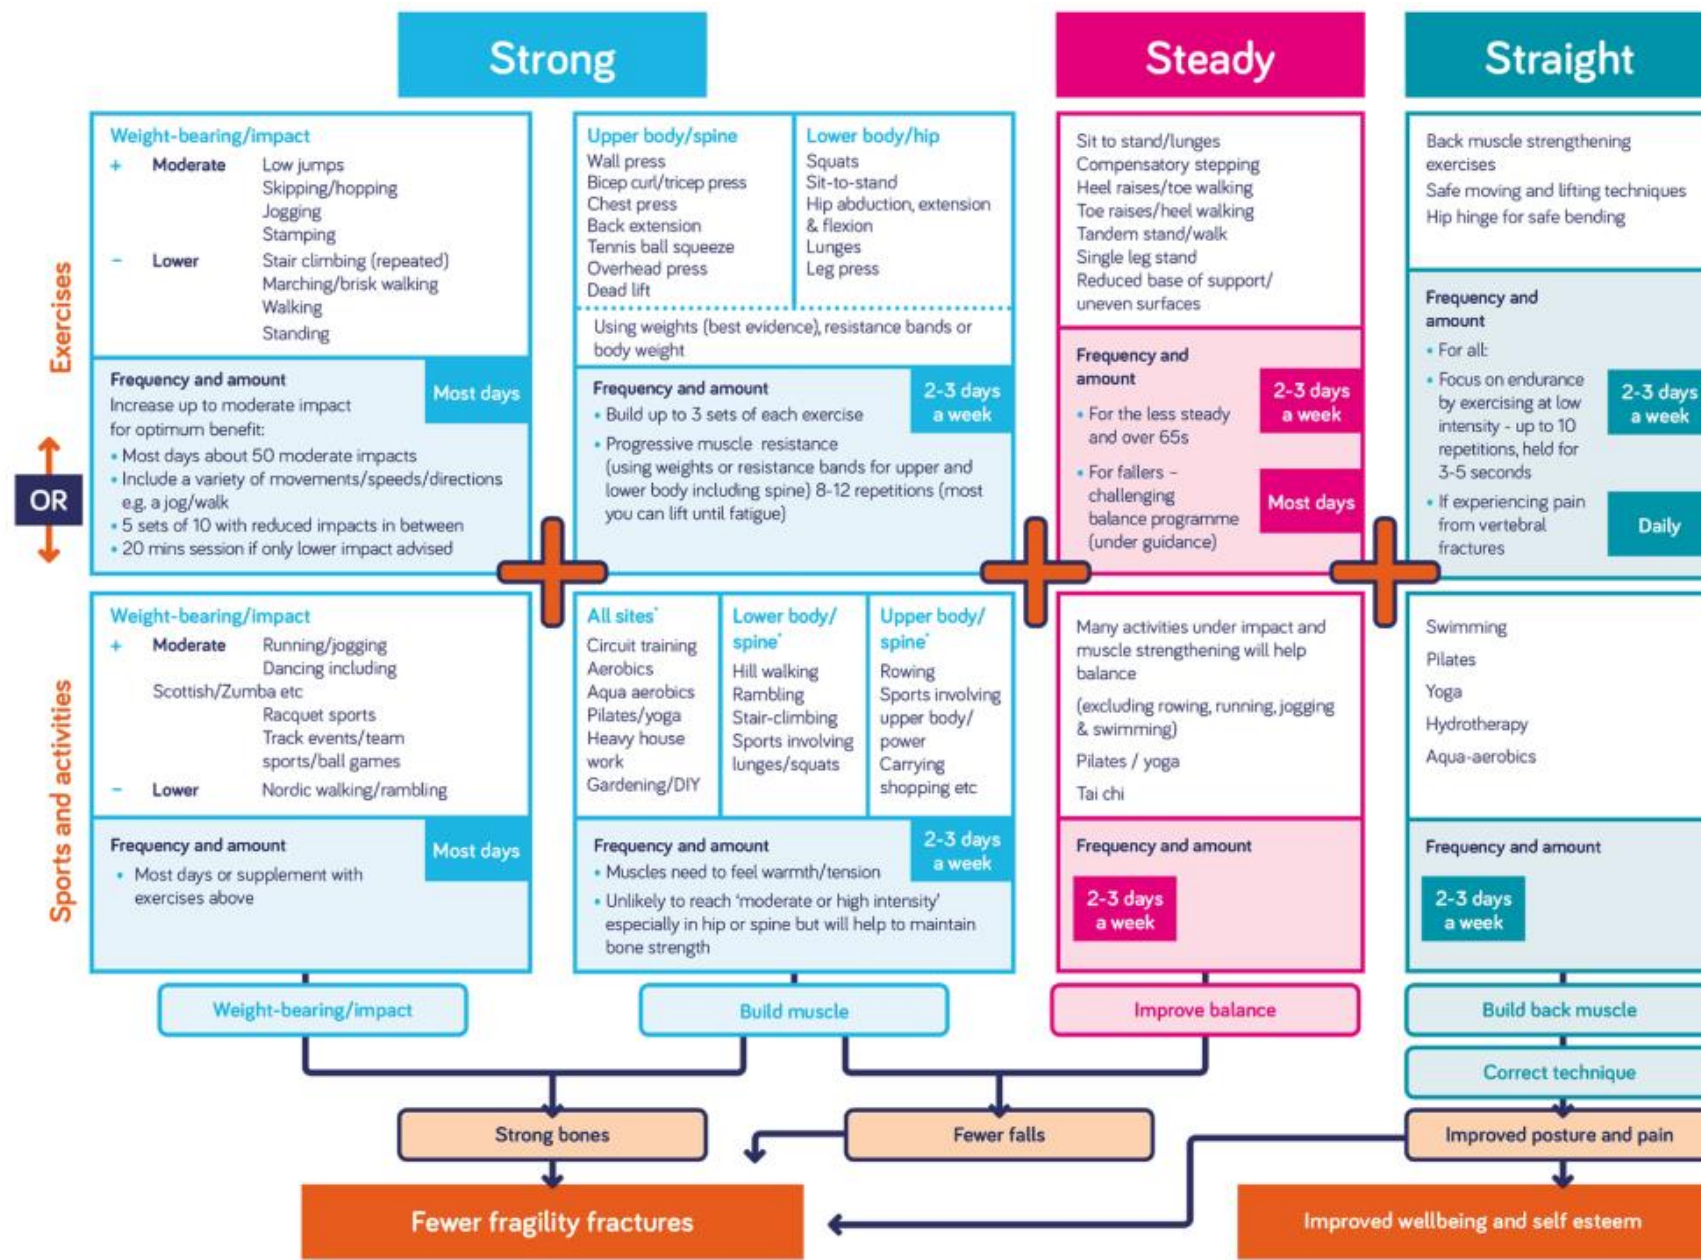 Strong
Steady
Straight
Exercises
OR
Sports and activities
Weight-bearing/impact
+ Moderate Low jumps
Skipping/hopping
Jogging
Stamping
− Lower Stair climbing (repeated)
Marching/brisk walking
Walking
Standing
Frequency and amount
Most days
Increase up to moderate impact
for optimum benefit:
• Most days about 50 moderate impacts
• Include a variety of movements/speeds/directions
e.g. a jog/walk
• 5 sets of 10 with reduced impacts in between
• 20 mins session if only lower impact advised
Upper body/spine
Wall press
Bicep curl/tricep press
Chest press
Back extension
Tennis ball squeeze
Overhead press
Dead lift
Lower body/hip
Squats
Sit-to-stand
Hip abduction, extension
& flexion
Lunges
Leg press
Using weights (best evidence), resistance bands or
body weight
Frequency and amount
2-3 days
a week
• Build up to 3 sets of each exercise
• Progressive muscle resistance
(using weights or resistance bands for upper and
lower body including spine) 8-12 repetitions (most
you can lift until fatigue)
Sit to stand/lunges
Compensatory stepping
Heel raises/toe walking
Toe raises/heel walking
Tandem stand/walk
Single leg stand
Reduced base of support/
uneven surfaces
Frequency and
amount
• For the less steady
and over 65s
2-3 days
a week
• For fallers –
challenging
balance programme
(under guidance)
Most days
Back muscle strengthening
exercises
Safe moving and lifting techniques
Hip hinge for safe bending
Frequency and
amount
• For all:
• Focus on endurance
by exercising at low
intensity - up to 10
repetitions, held for
3-5 seconds
2-3 days
a week
• If experiencing pain
from vertebral
fractures
Daily
Weight-bearing/impact
+ Moderate Running/jogging
Dancing including
Scottish/Zumba etc
Racquet sports
Track events/team
sports/ball games
− Lower Nordic walking/rambling
Frequency and amount
Most days
• Most days or supplement with
exercises above
All sites*
Circuit training
Aerobics
Aqua aerobics
Pilates/yoga
Heavy house
work
Gardening/DIY
Lower body/
spine*
Hill walking
Rambling
Stair-climbing
Sports involving
lunges/squats
Upper body/
spine*
Rowing
Sports involving
upper body/
power
Carrying
shopping etc
Frequency and amount
2-3 days
a week
• Muscles need to feel warmth/tension
• Unlikely to reach ‘moderate or high intensity’
especially in hip or spine but will help to maintain
bone strength
Many activities under impact and
muscle strengthening will help
balance
(excluding rowing, running, jogging
& swimming)
Pilates / yoga
Tai chi
Frequency and amount
2-3 days
a week
Swimming
Pilates
Yoga
Hydrotherapy
Aqua-aerobics
Frequency and amount
2-3 days
a week
Weight-bearing/impact
Build muscle
Improve balance
Build back muscle
Correct technique
Strong bones
Fewer falls
Improved posture and pain
Fewer fragility fractures
Improved wellbeing and self esteem